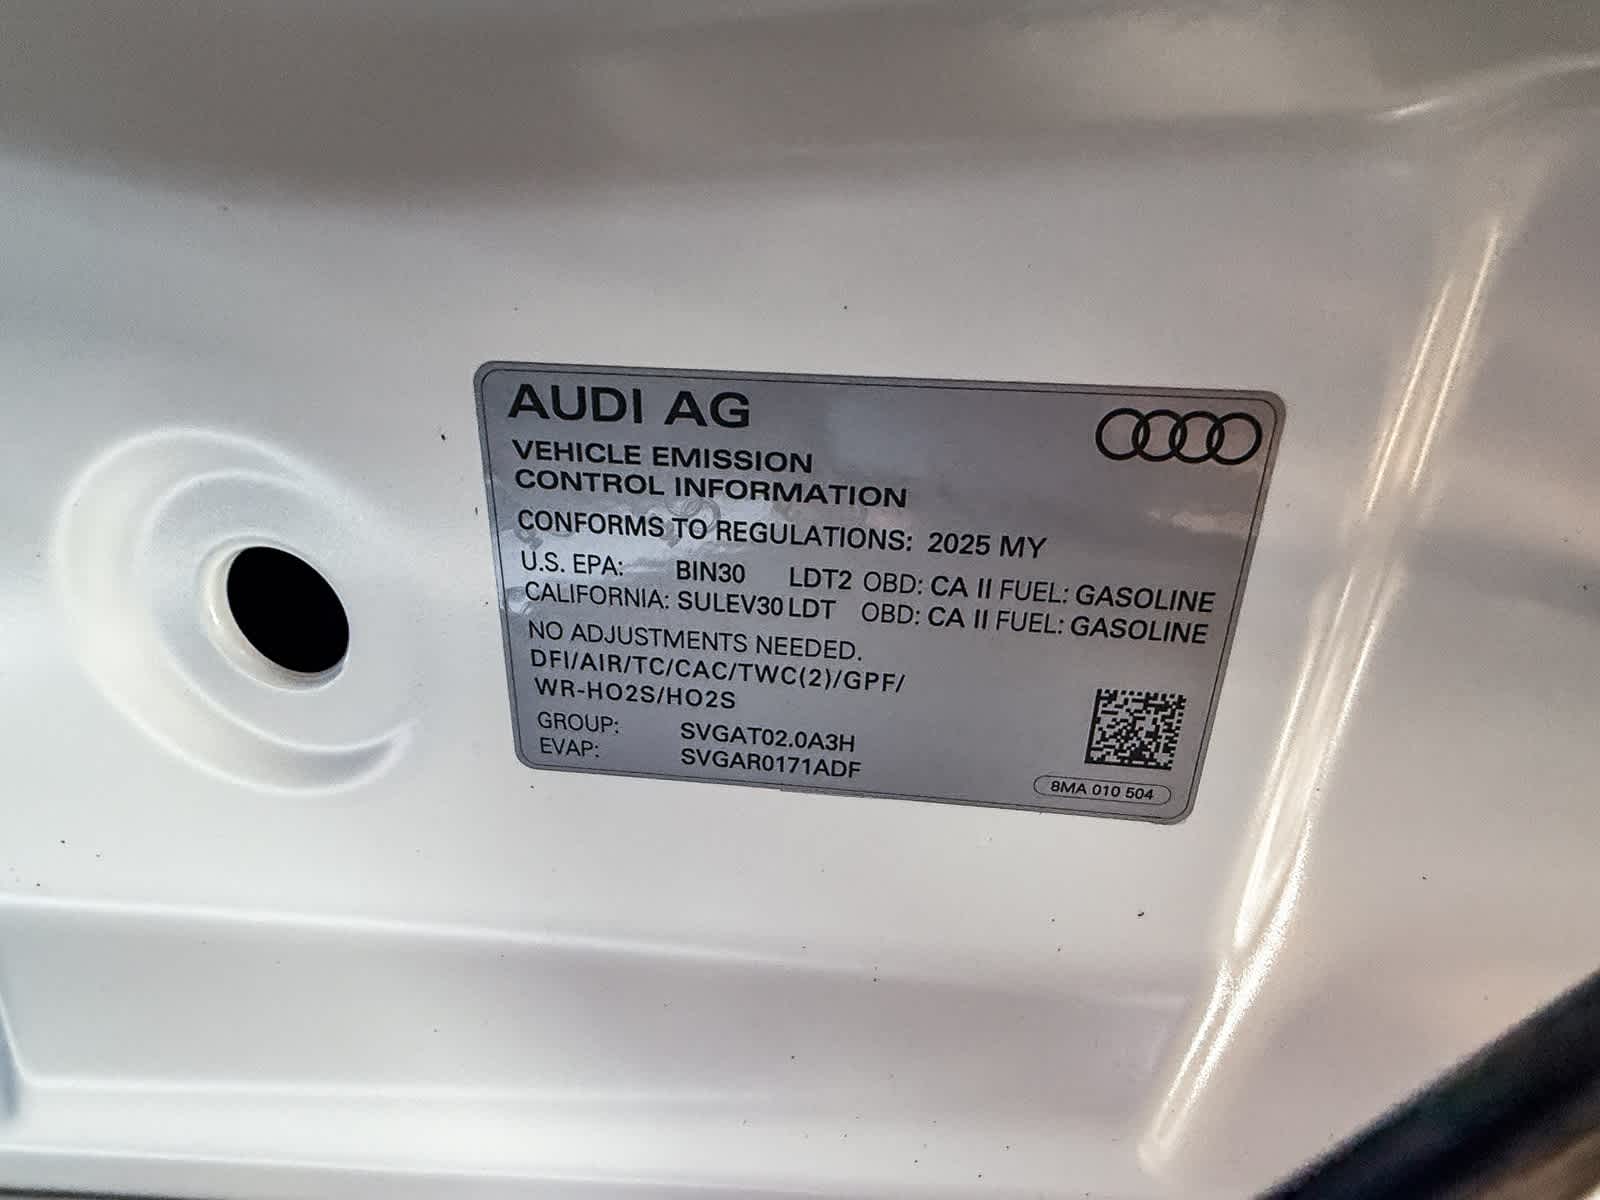 AUDI AG
VEHICLE EMISSION
CONTROL INFORMATION
CONFORMS TO REGULATIONS: 2025 MY
U.S. EPA: BIN30 LDT2 OBD: CA II FUEL: GASOLINE
CALIFORNIA: SULEV30 LDT OBD: CA II FUEL: GASOLINE
NO ADJUSTMENTS NEEDED.
DFI/AIR/TC/CAC/TWC(2)/GPF/
WR-HO2S/HO2S
GROUP: SVGAT02.0A3H
EVAP: SVGAR0171ADF
8MA 010 504